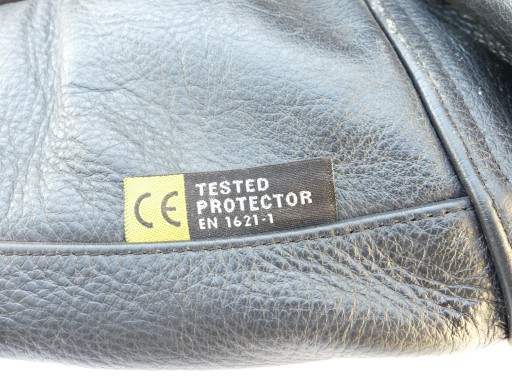 CE
TESTED
PROTECTOR
EN 1621-1